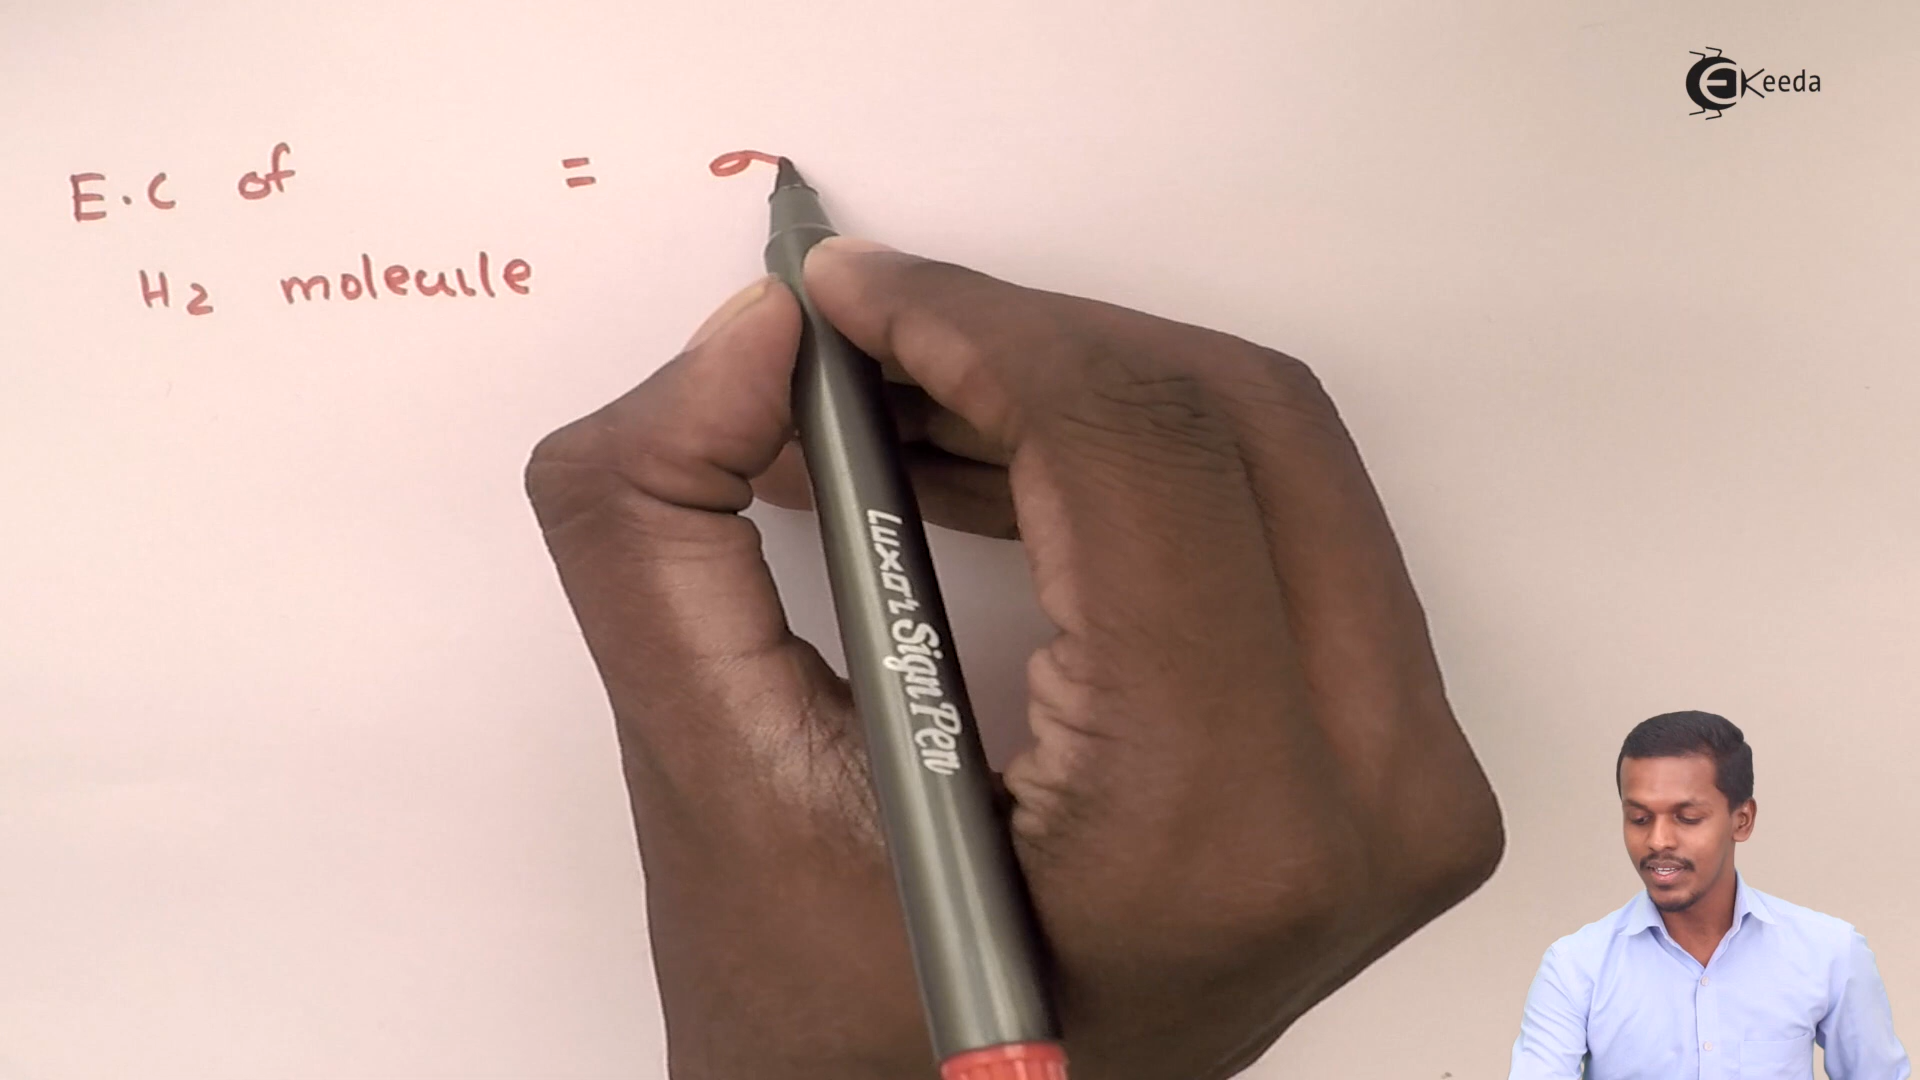 E.C of = σ
H2 molecule
Luxor Sign Pen
EKeeda